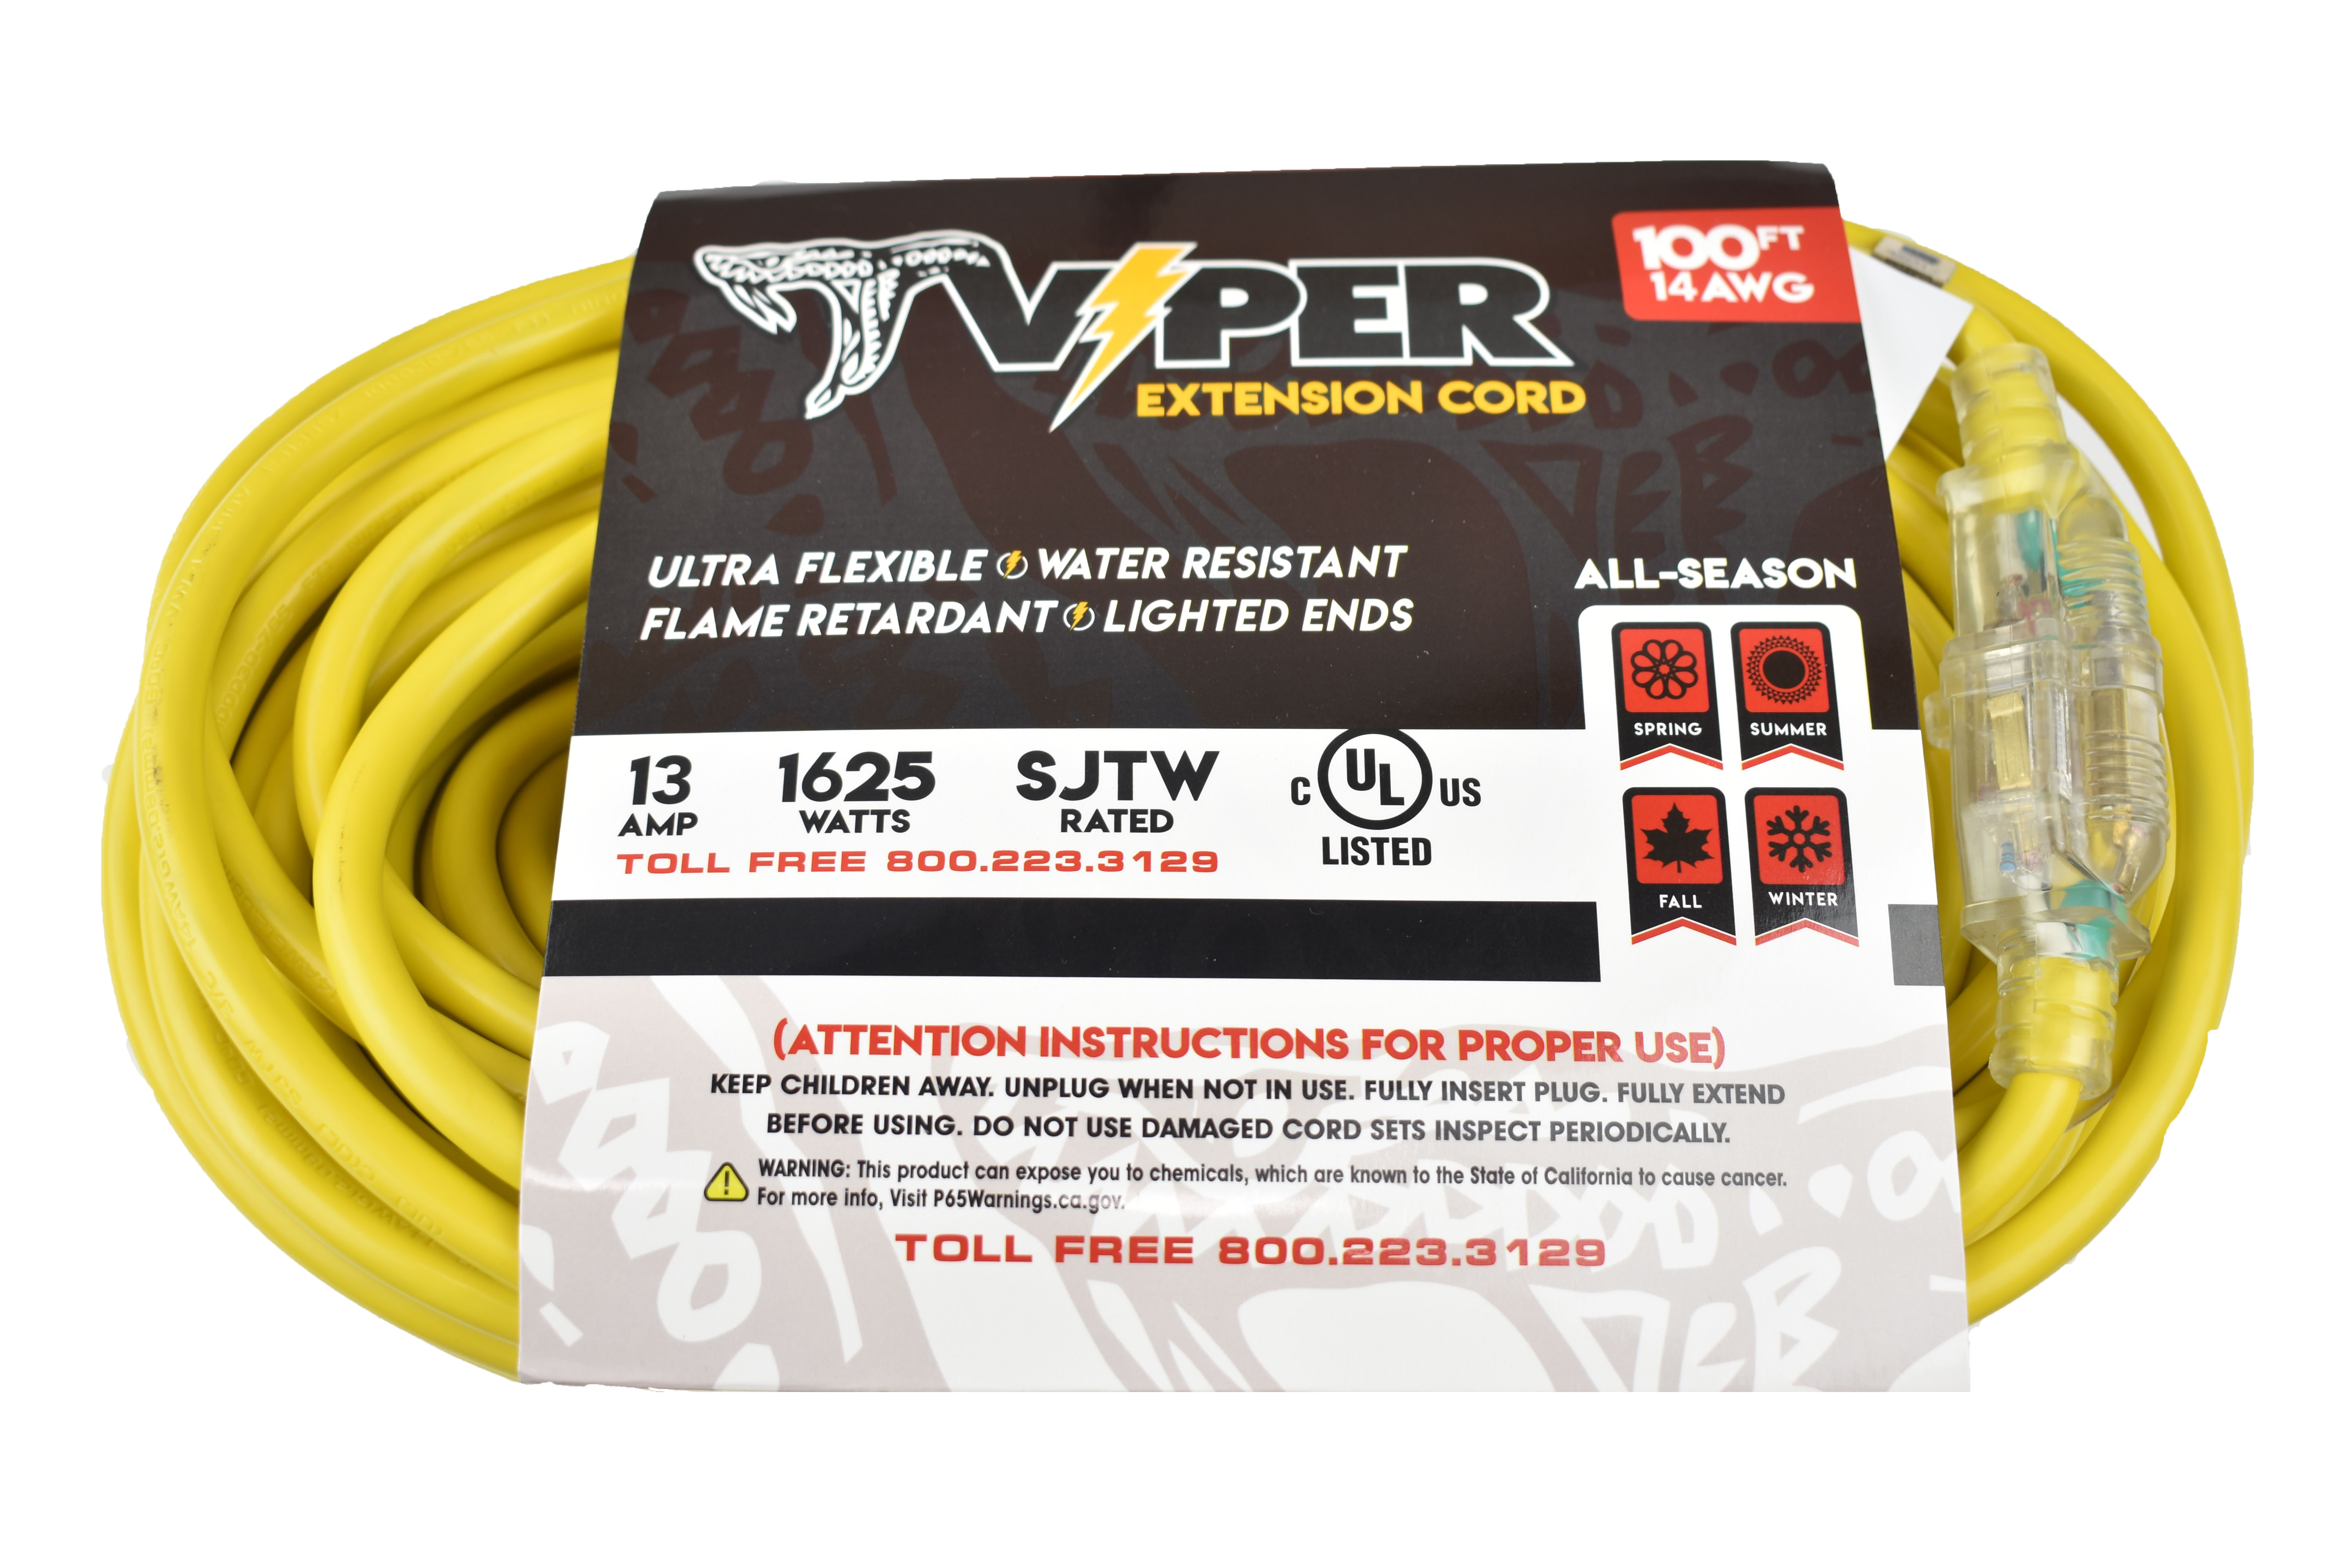 VIPER
EXTENSION CORD
100FT
14AWG
ULTRA FLEXIBLE WATER RESISTANT
FLAME RETARDANT LIGHTED ENDS
ALL-SEASON
SPRING SUMMER
FALL WINTER
13 AMP
1625 WATTS
SJTW RATED
C UL US
LISTED
TOLL FREE 800.223.3129
(ATTENTION INSTRUCTIONS FOR PROPER USE)
KEEP CHILDREN AWAY. UNPLUG WHEN NOT IN USE. FULLY INSERT PLUG. FULLY EXTEND
BEFORE USING. DO NOT USE DAMAGED CORD SETS INSPECT PERIODICALLY.
WARNING: This product can expose you to chemicals, which are known to the State of California to cause cancer.
For more info, Visit P65Warnings.ca.gov.
TOLL FREE 800.223.3129